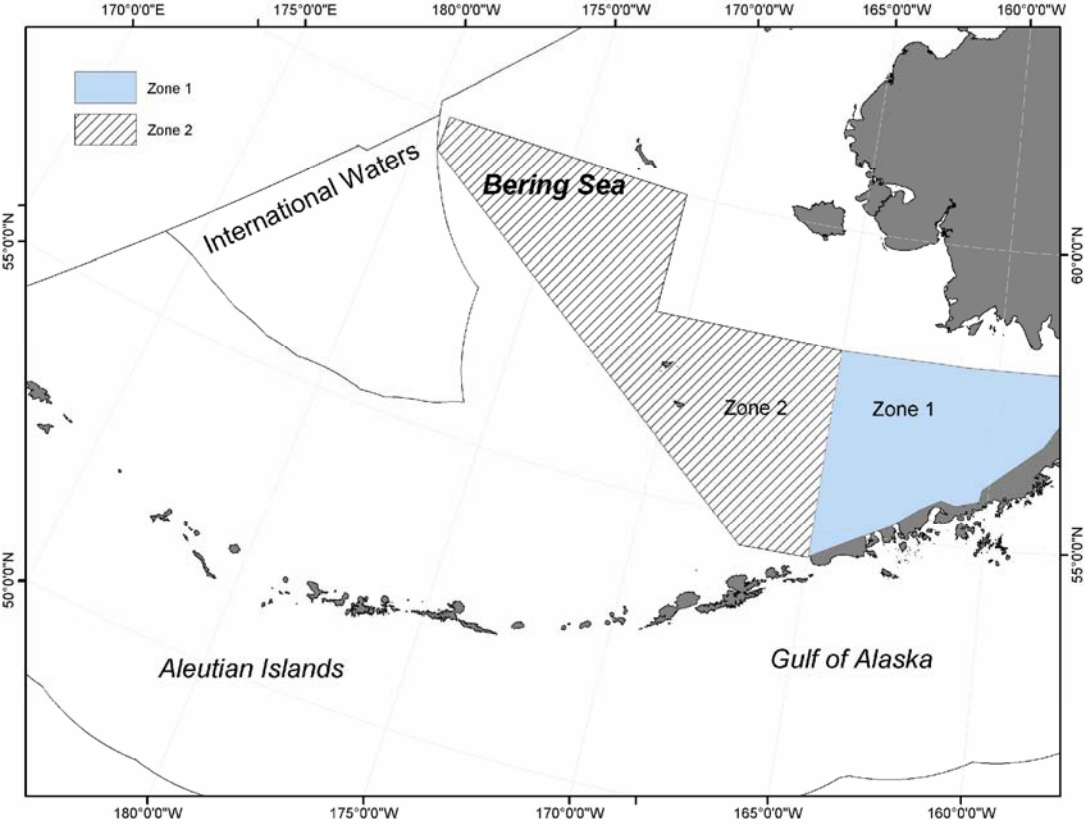 170°0'0"E 175°0'0"E 180°0'0"W 175°0'0"W 170°0'0"W 165°0'0"W 160°0'0"W
Zone 1
Zone 2
International Waters
Bering Sea
55°0'0"N
60°0'0"N
Zone 2
Zone 1
50°0'0"N
55°0'0"N
Aleutian Islands
Gulf of Alaska
180°0'0"W 175°0'0"W 170°0'0"W 165°0'0"W 160°0'0"W